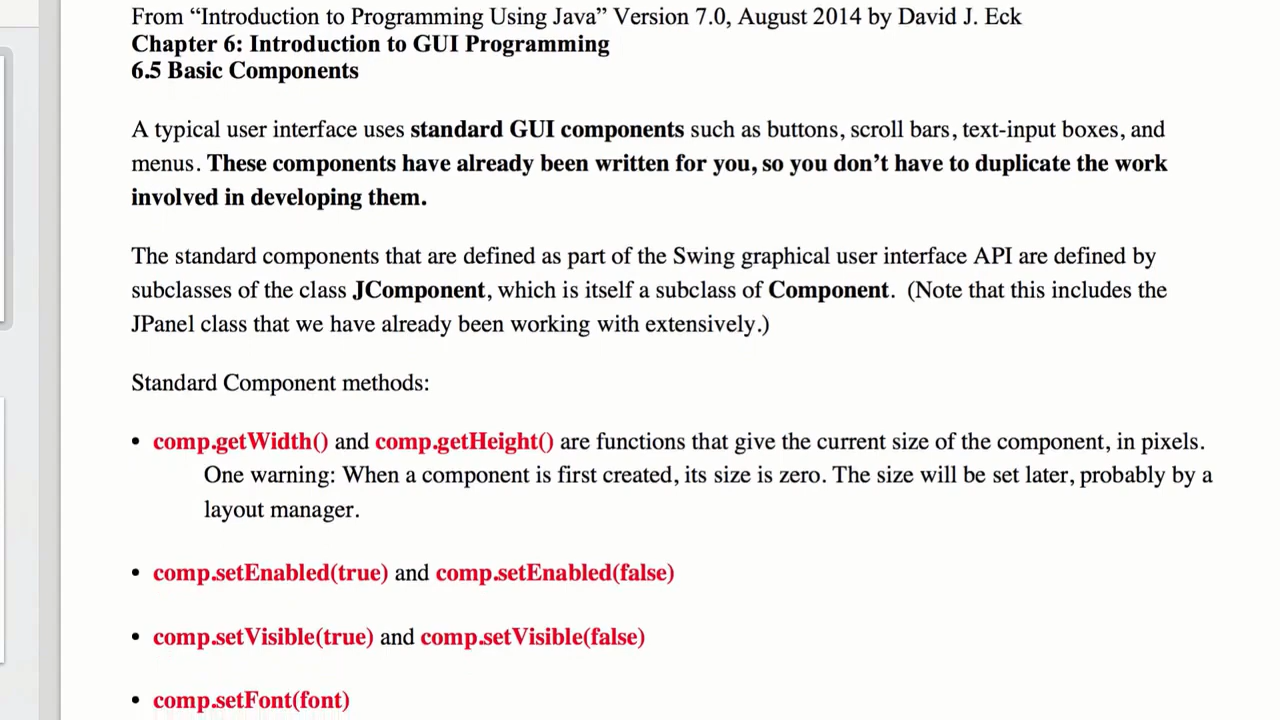 From “Introduction to Programming Using Java” Version 7.0, August 2014 by David J. Eck
Chapter 6: Introduction to GUI Programming
6.5 Basic Components
A typical user interface uses standard GUI components such as buttons, scroll bars, text-input boxes, and
menus. These components have already been written for you, so you don’t have to duplicate the work
involved in developing them.
The standard components that are defined as part of the Swing graphical user interface API are defined by
subclasses of the class JComponent, which is itself a subclass of Component. (Note that this includes the
JPanel class that we have already been working with extensively.)
Standard Component methods:
• comp.getWidth() and comp.getHeight() are functions that give the current size of the component, in pixels.
One warning: When a component is first created, its size is zero. The size will be set later, probably by a
layout manager.
• comp.setEnabled(true) and comp.setEnabled(false)
• comp.setVisible(true) and comp.setVisible(false)
• comp.setFont(font)